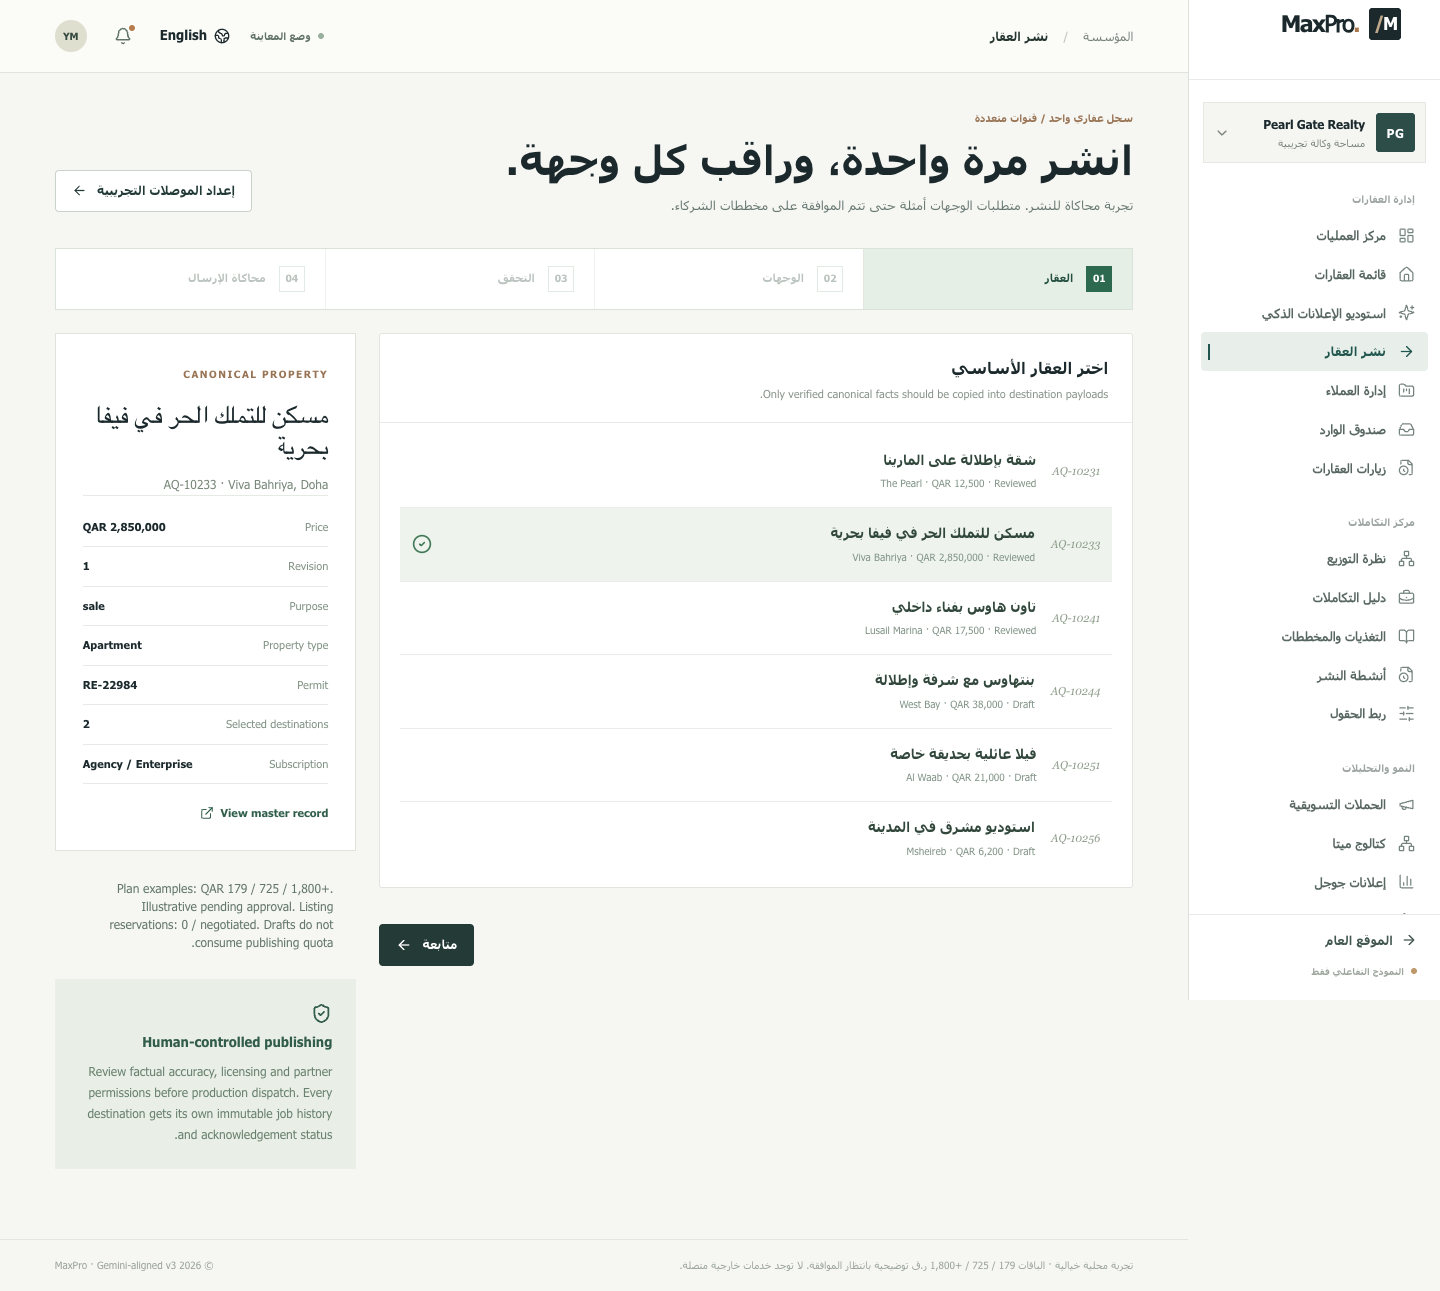 MaxPro.
/M
Pearl Gate Realty
مساحة وكالة تجريبية
PG
إدارة العقارات
مركز العمليات
قائمة العقارات
استوديو الإعلانات الذكي
نشر العقار
إدارة العملاء
صندوق الوارد
زيارات العقارات
مركز التكاملات
نظرة التوزيع
دليل التكاملات
التغذيات والمخططات
أنشطة النشر
ربط الحقول
النمو والتحليلات
الحملات التسويقية
كتالوج ميتا
إعلانات جوجل
الموقع العام
النموذج التفاعلي فقط
المؤسسة / نشر العقار
وضع المعاينة
English
YM
سجل عقاري واحد / قنوات متعددة
انشر مرة واحدة، وراقب كل وجهة.
تجربة محاكاة للنشر. متطلبات الوجهات أمثلة حتى تتم الموافقة على مخططات الشركاء.
إعداد الموصلات التجريبية
01 العقار
02 الوجهات
03 التحقق
04 محاكاة الإرسال
اختر العقار الأساسي
.Only verified canonical facts should be copied into destination payloads
AQ-10231
شقة بإطلالة على المارينا
The Pearl · QAR 12,500 · Reviewed
AQ-10233
مسكن للتملك الحر في فيفا بحرية
Viva Bahriya · QAR 2,850,000 · Reviewed
AQ-10241
تاون هاوس بفناء داخلي
Lusail Marina · QAR 17,500 · Reviewed
AQ-10244
بنتهاوس مع شرفة وإطلالة
West Bay · QAR 38,000 · Draft
AQ-10251
فيلا عائلية بحديقة خاصة
Al Waab · QAR 21,000 · Draft
AQ-10256
استوديو مشرق في المدينة
Msheireb · QAR 6,200 · Draft
متابعة
CANONICAL PROPERTY
مسكن للتملك الحر في فيفا
بحرية
AQ-10233 · Viva Bahriya, Doha
Price QAR 2,850,000
Revision 1
Purpose sale
Property type Apartment
Permit RE-22984
Selected destinations 2
Subscription Agency / Enterprise
View master record
Plan examples: QAR 179 / 725 / 1,800+.
Illustrative pending approval. Listing
reservations: 0 / negotiated. Drafts do not
.consume publishing quota
Human-controlled publishing
Review factual accuracy, licensing and partner
permissions before production dispatch. Every
destination gets its own immutable job history
.and acknowledgement status
تجربة محلية خيالية · الباقات 179 / 725 / +1,800 ر.ق توضيحية بانتظار الموافقة. لا توجد خدمات خارجية متصلة.
MaxPro · Gemini-aligned v3 2026 ©